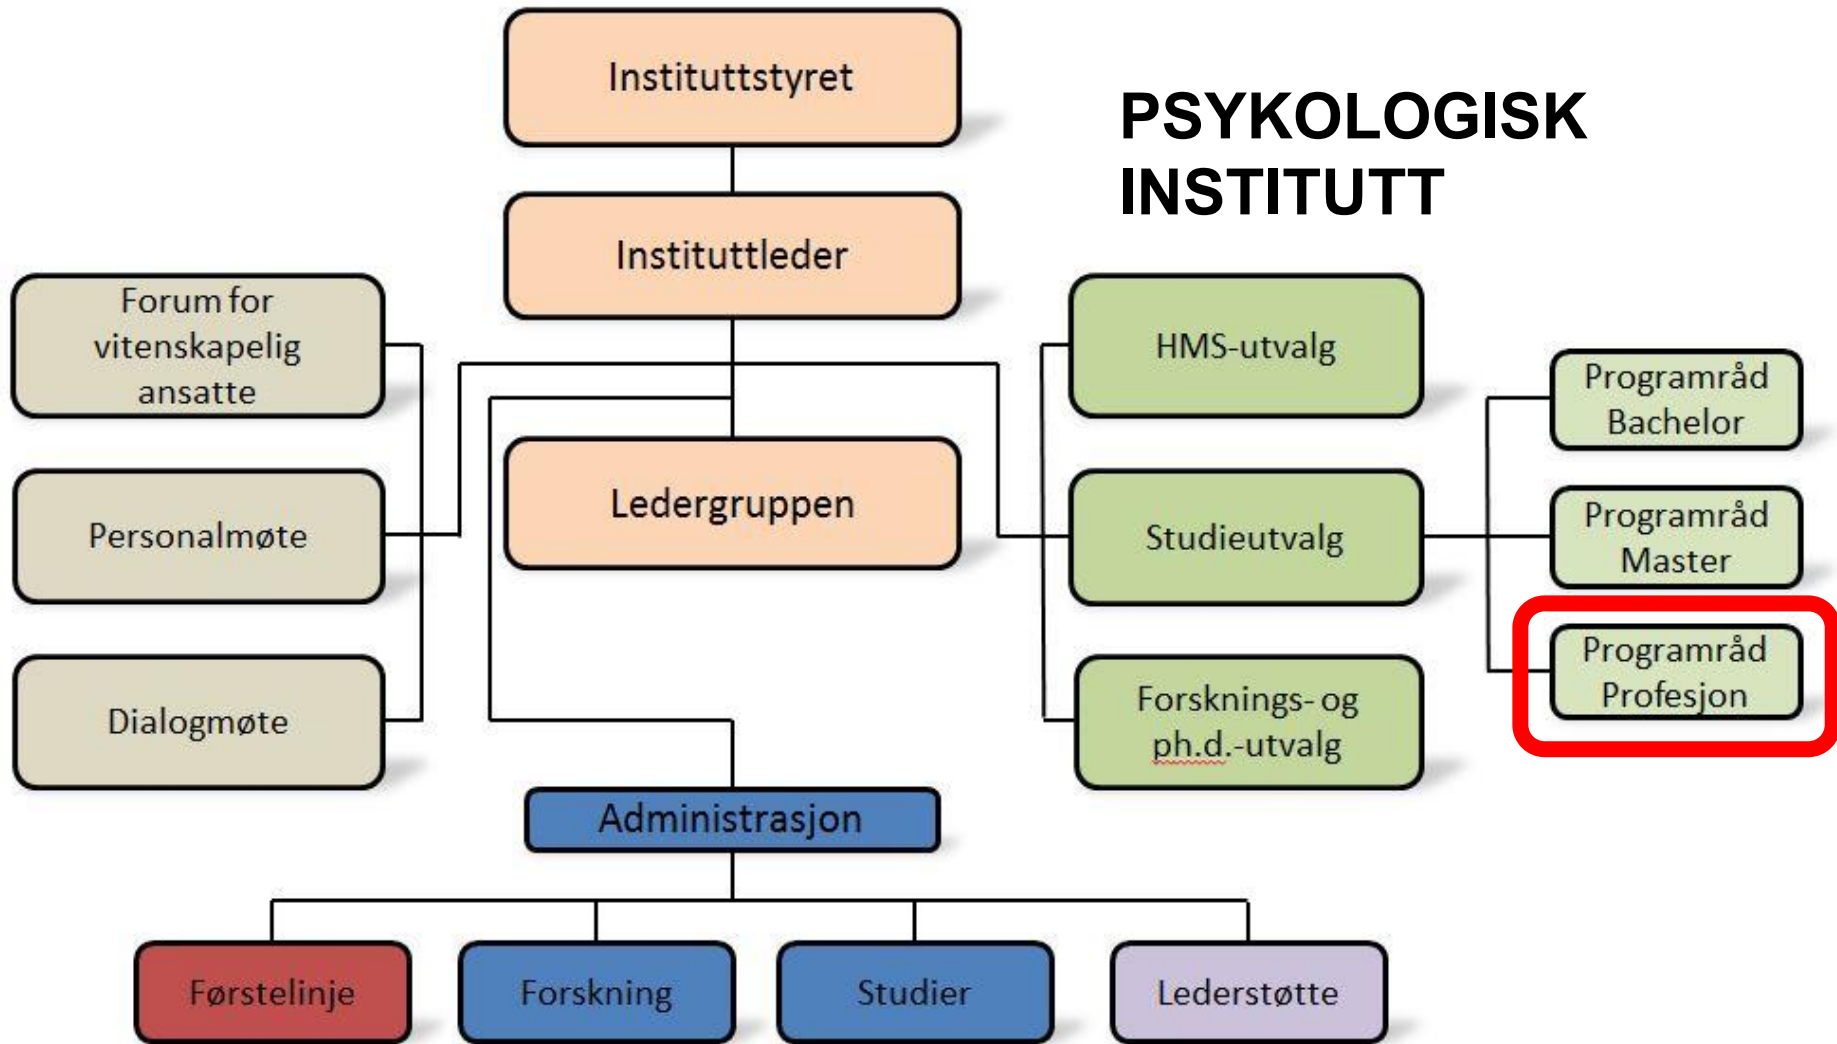 Instituttstyret
PSYKOLOGISK
INSTITUTT
Instituttleder
Forum for
vitenskapelig
ansatte
HMS-utvalg
Programråd
Bachelor
Ledergruppen
Personalmøte
Studieutvalg
Programråd
Master
Programråd
Profesjon
Dialogmøte
Forsknings- og
ph.d.-utvalg
Administrasjon
Førstelinje
Forskning
Studier
Lederstøtte